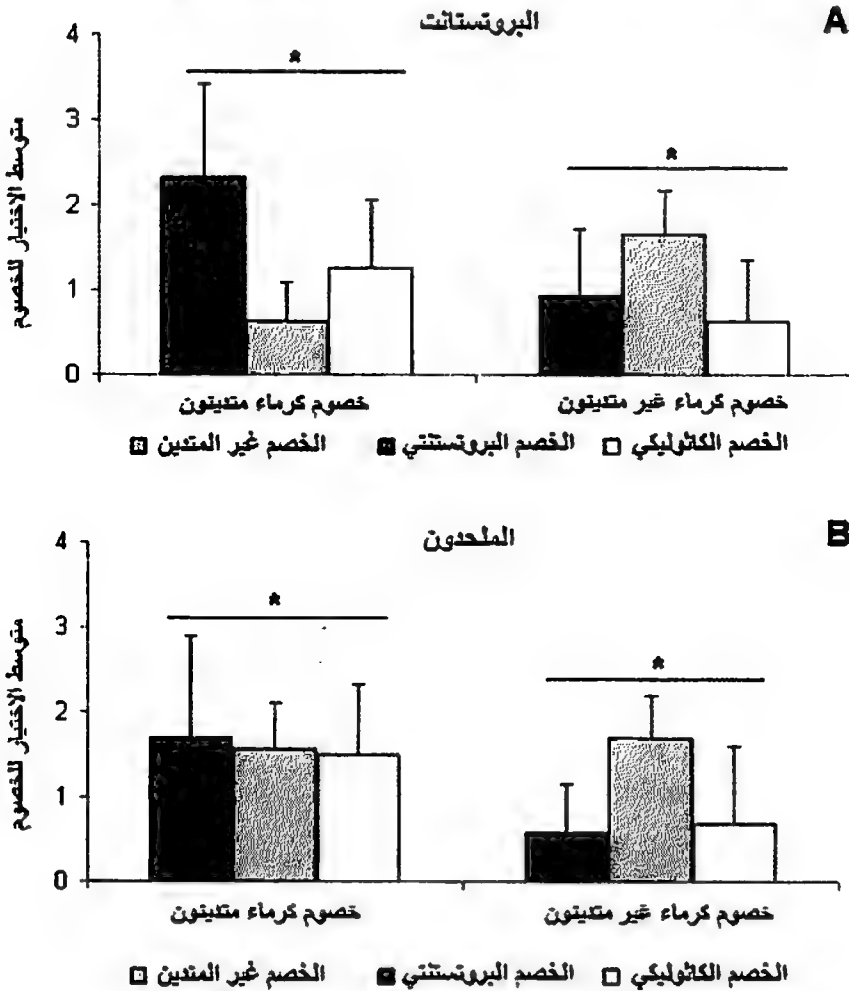 البروتستانت
A
متوسط الاختيار للخصوم
4
3
2
1
0
*
*
خصوم كرماء متدينون
خصوم كرماء غير متدينون
الخصم الكاثوليكي الخصم البروتستنتي الخصم غير المتدين
الملحدون
B
متوسط الاختيار للخصوم
4
3
2
1
0
*
*
خصوم كرماء متدينون
خصوم كرماء غير متدينون
الخصم الكاثوليكي الخصم البروتستنتي الخصم غير المتدين